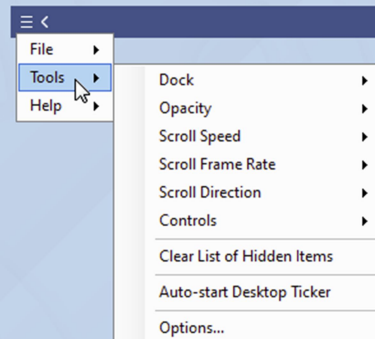 File
Tools
Help
Dock
Opacity
Scroll Speed
Scroll Frame Rate
Scroll Direction
Controls
Clear List of Hidden Items
Auto-start Desktop Ticker
Options...